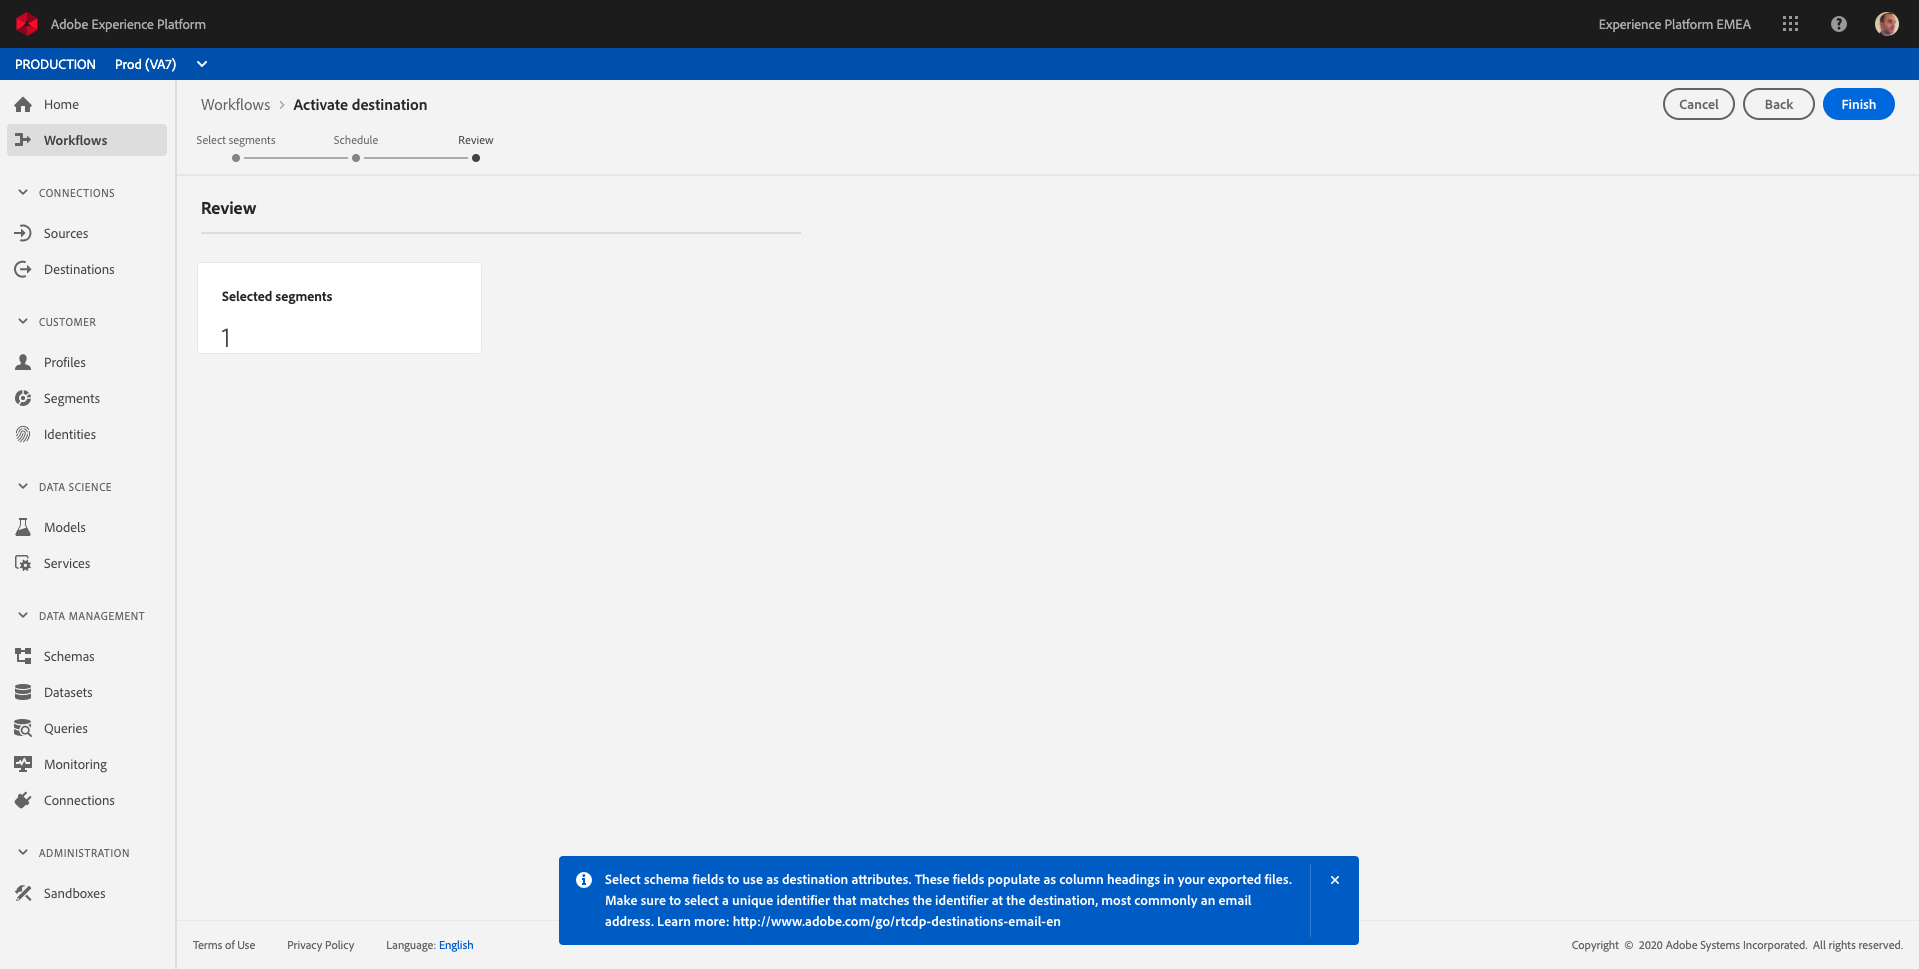 Adobe Experience Platform
Experience Platform EMEA
PRODUCTION Prod (VA7)
Home
Workflows
CONNECTIONS
Sources
Destinations
CUSTOMER
Profiles
Segments
Identities
DATA SCIENCE
Models
Services
DATA MANAGEMENT
Schemas
Datasets
Queries
Monitoring
Connections
ADMINISTRATION
Sandboxes
Workflows > Activate destination
Cancel
Back
Finish
Select segments
Schedule
Review
Review
Selected segments
1
Select schema fields to use as destination attributes. These fields populate as column headings in your exported files.
Make sure to select a unique identifier that matches the identifier at the destination, most commonly an email
address. Learn more: http://www.adobe.com/go/rtcdp-destinations-email-en
Terms of Use
Privacy Policy
Language: English
Copyright © 2020 Adobe Systems Incorporated. All rights reserved.